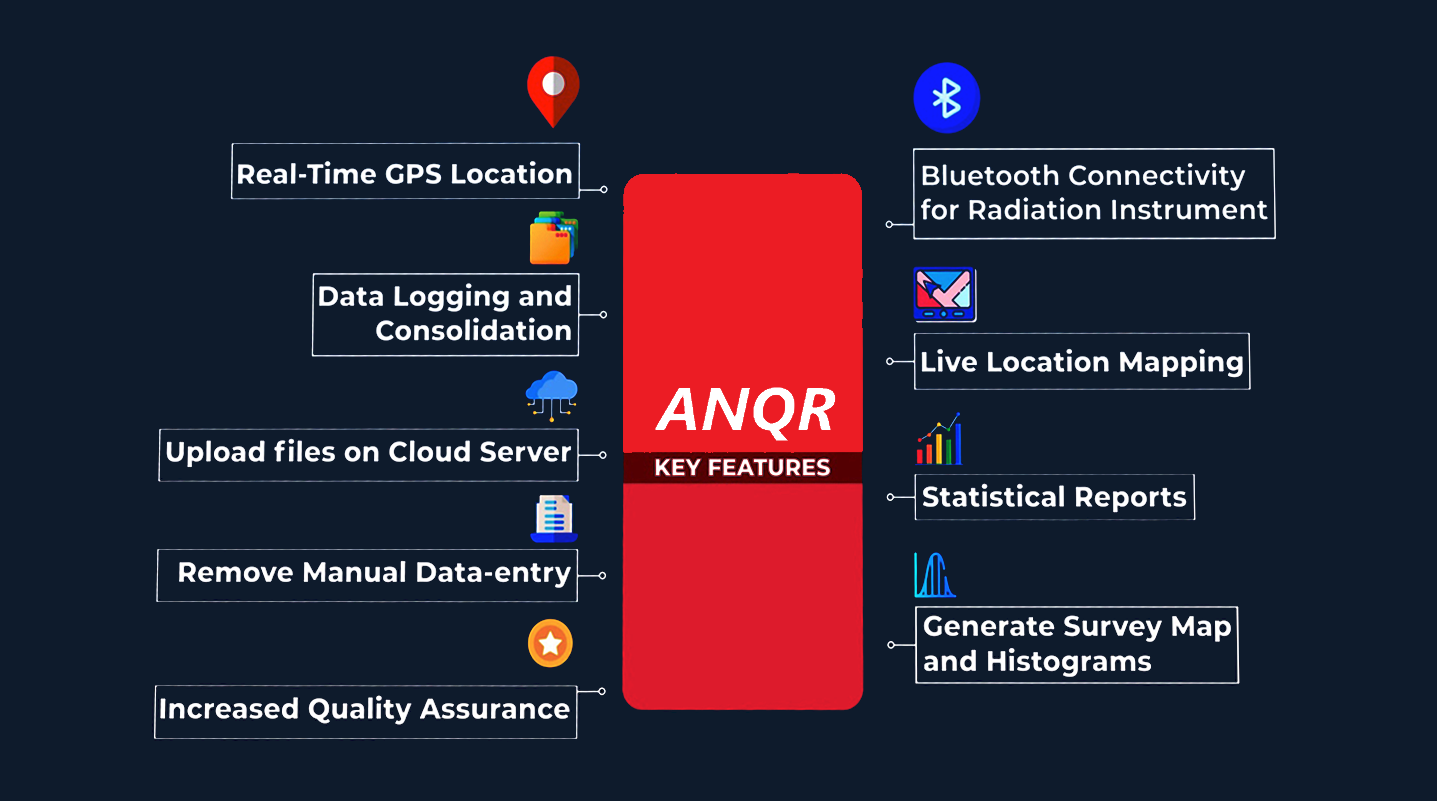 Real-Time GPS Location
Data Logging and
Consolidation
Upload files on Cloud Server
Remove Manual Data-entry
Increased Quality Assurance
ANQR
KEY FEATURES
Bluetooth Connectivity
for Radiation Instrument
Live Location Mapping
Statistical Reports
Generate Survey Map
and Histograms